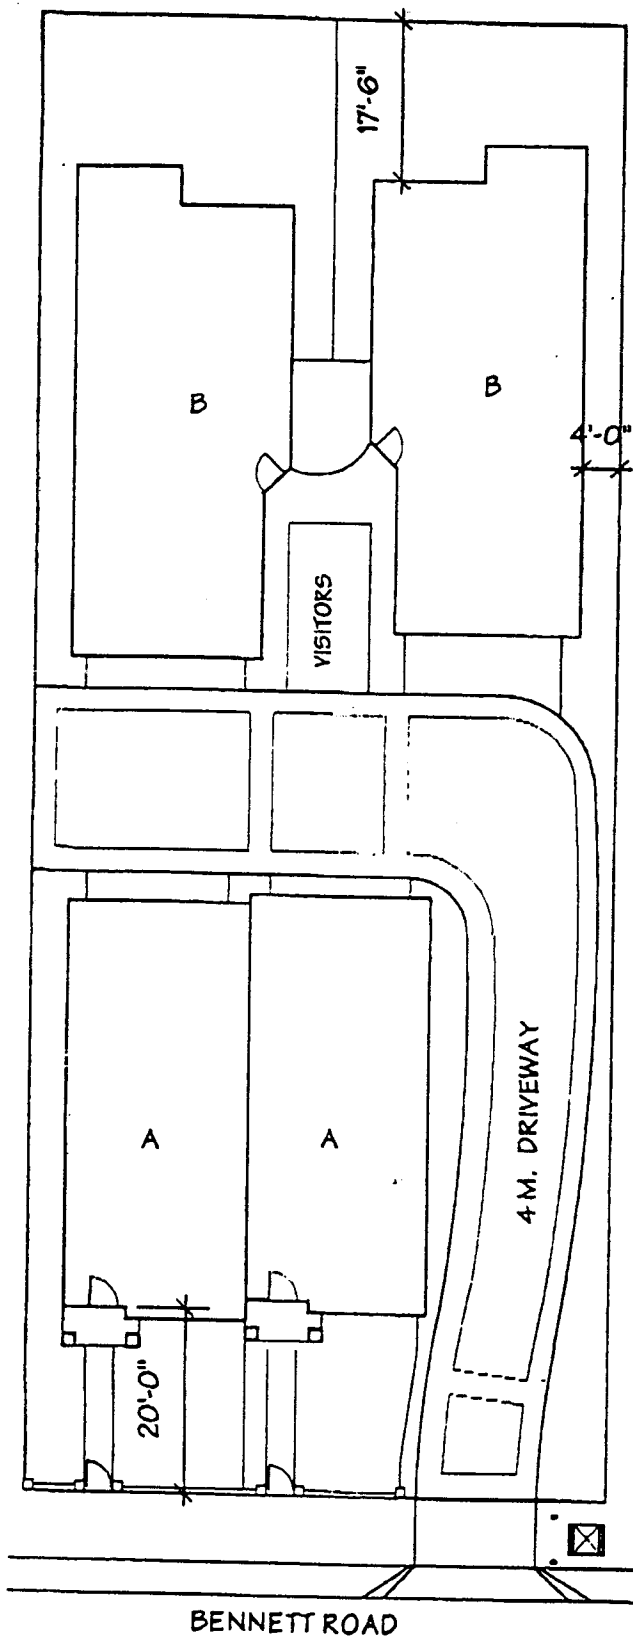 17'-6"
B
B
4'-0"
VISITORS
4 M. DRIVEWAY
A
A
20'-0"
BENNETT ROAD